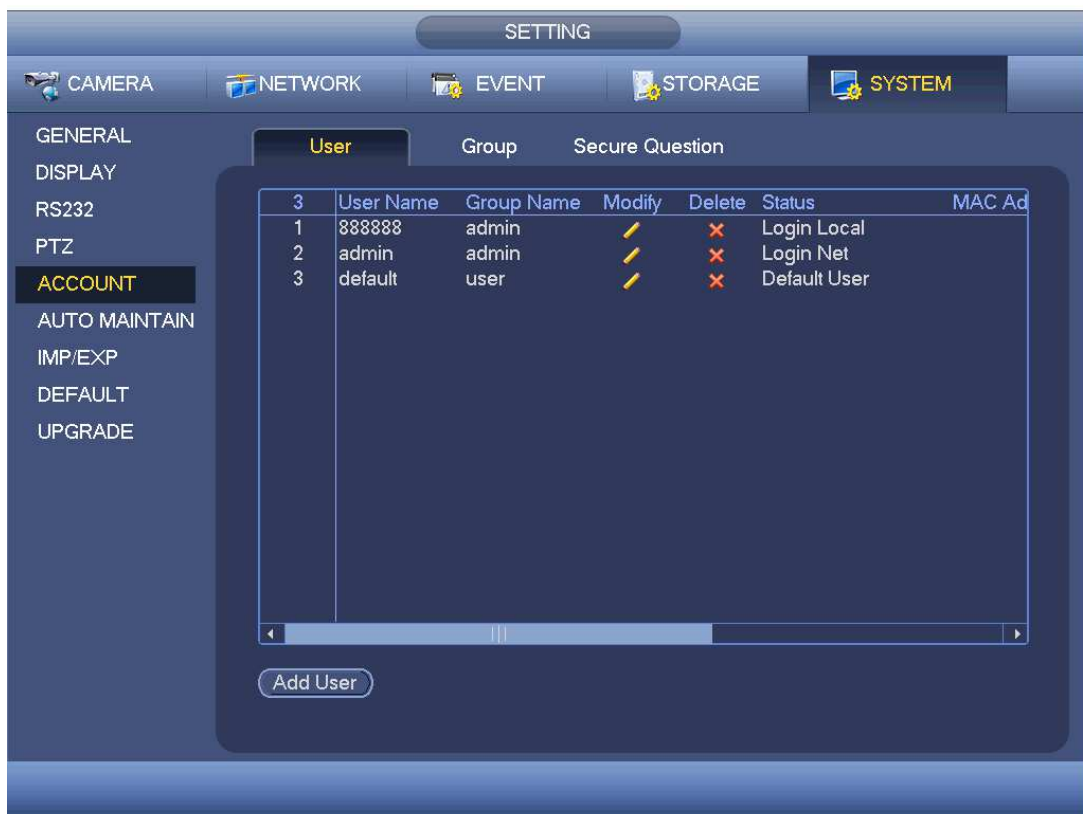 SETTING
CAMERA NETWORK EVENT STORAGE SYSTEM
GENERAL
DISPLAY
RS232
PTZ
ACCOUNT
AUTO MAINTAIN
IMP/EXP
DEFAULT
UPGRADE
User Group Secure Question
3 User Name Group Name Modify Delete Status MAC Ad
1 888888 admin Login Local
2 admin admin Login Net
3 default user Default User
Add User